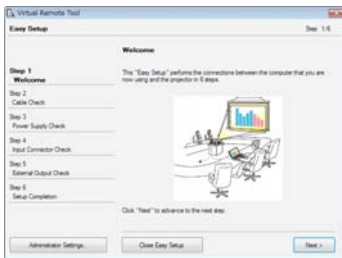 Virtual Remote Tool
Easy Setup
Step 1/6
Step 1
Welcome
Step 2
Cable Check
Step 3
Power Supply Check
Step 4
Input Connector Check
Step 5
External Output Check
Step 6
Setup Completion
Welcome
This "Easy Setup" performs the connections between the computer that you are
now using and the projector in 6 steps.
Click "Next" to advance to the next step.
Administrator Settings...
Close Easy Setup
Next >